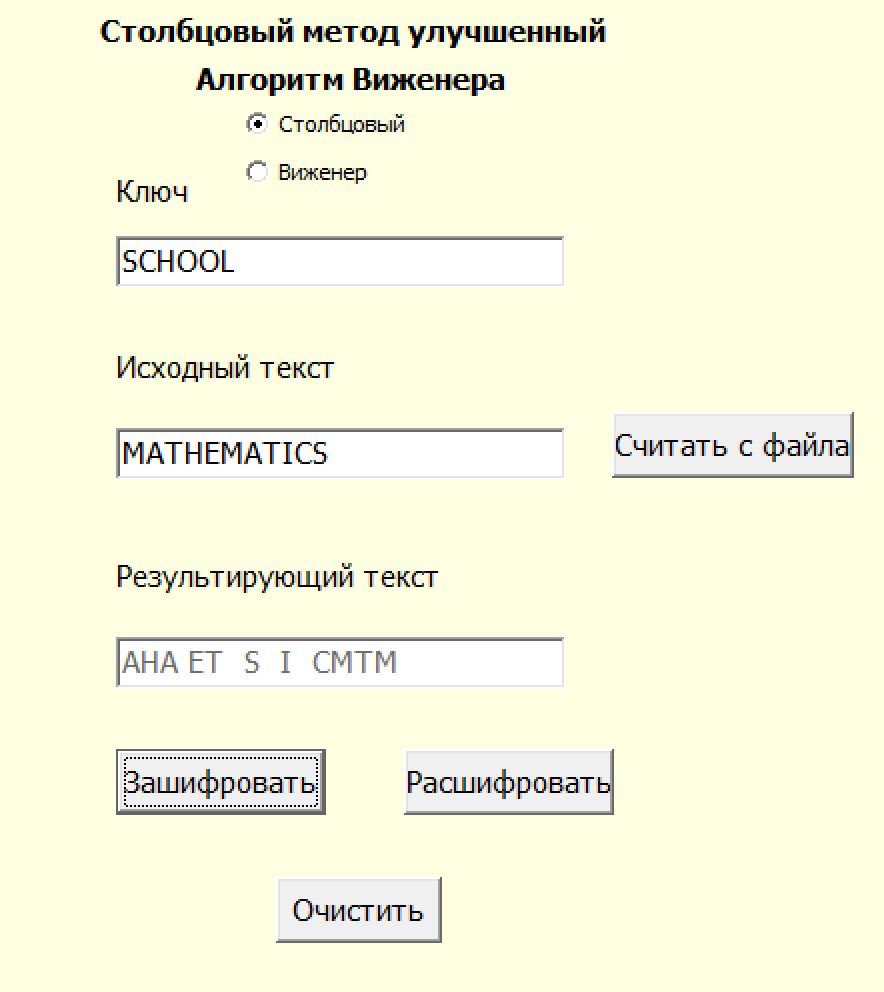 Столбцовый метод улучшенный
Алгоритм Виженера
Столбцовый
Виженер
Ключ
SCHOOL
Исходный текст
MATHEMATICS
Считать с файла
Результирующий текст
AHA ET  S  I  CMTM
Зашифровать
Расшифровать
Очистить